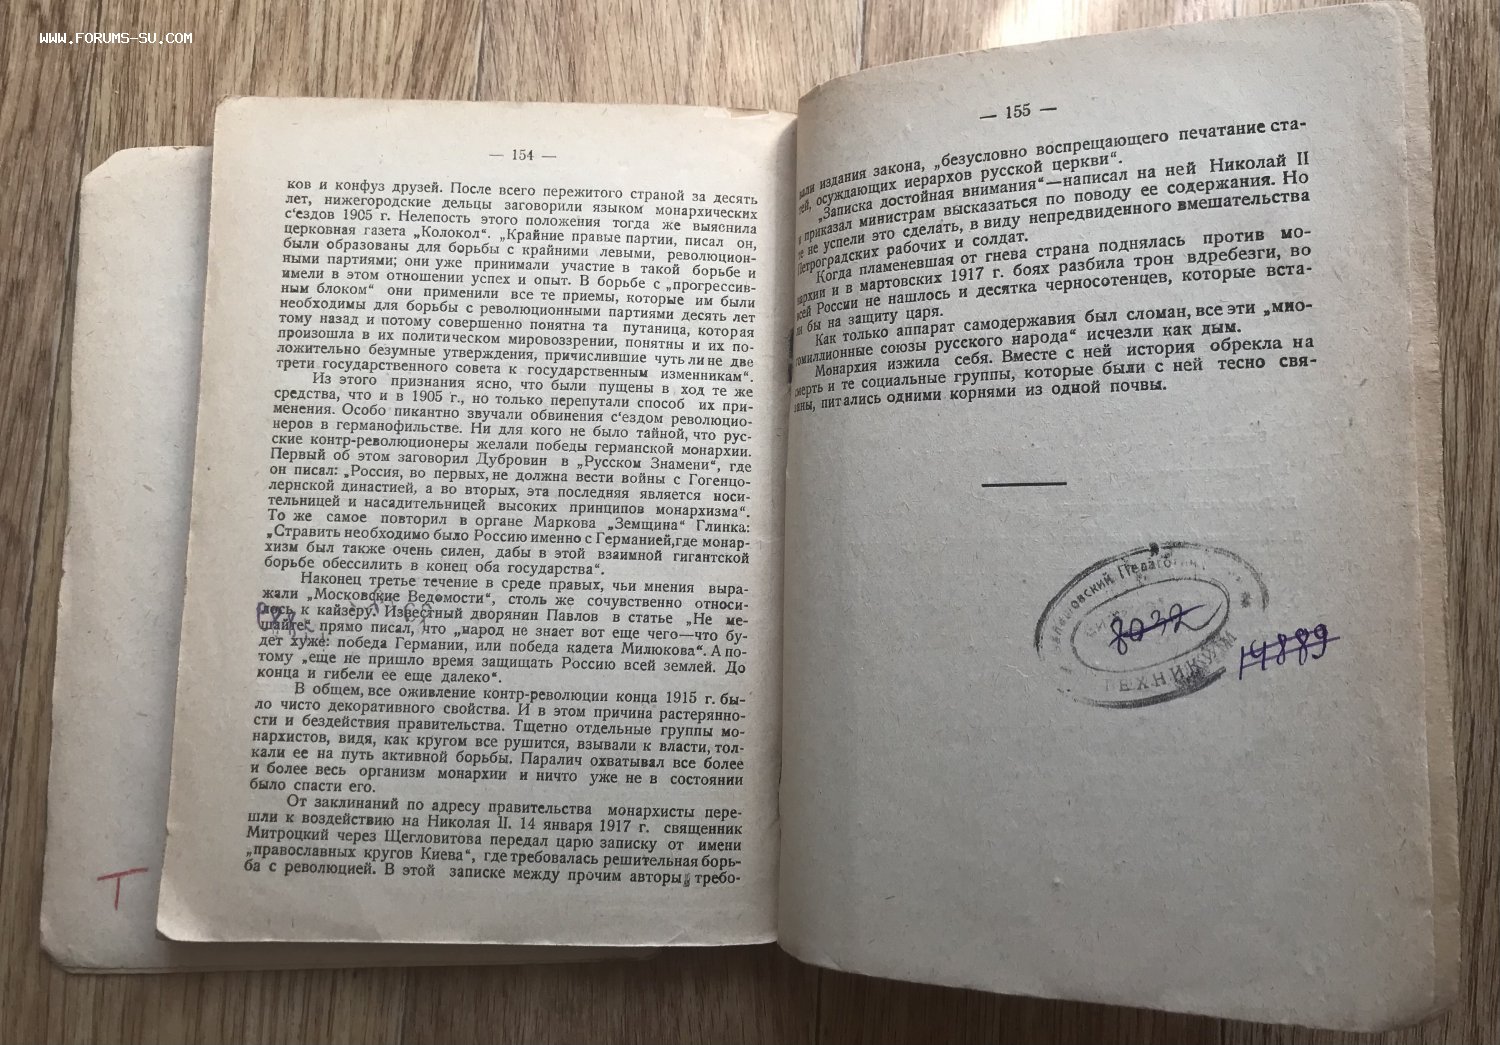 WWW.FORUMS-SU.COM
— 154 —
ков и конфуз друзей. После всего пережитого страной за десять
лет, нижегородские дельцы заговорили языком монархических
с‘ездов 1905 г. Нелепость этого положения тогда же выяснила
церковная газета „Колокол“. „Крайние правые партии, писал он,
были образованы для борьбы с крайними левыми, революцион-
ными партиями; они уже принимали участие в такой борьбе и
имели в этом отношении успех и опыт. В борьбе с „прогрессив-
ным блоком“ они применили все те приемы, которые им были
необходимы для борьбы с революционными партиями десять лет
тому назад и потому совершенно понятна та путаница, которая
произошла в их политическом мировоззрении, понятны и их по-
ложительно безумные утверждения, причислившие чуть ли не две
трети государственного совета к государственным изменникам“.
Из этого признания ясно, что были пущены в ход те же
средства, что и в 1905 г., но только перепутали способ их при-
менения. Особо пикантно звучали обвинения с‘ездом революцио-
неров в германофильстве. Ни для кого не было тайной, что рус-
ские контр-революционеры желали победы германской монархии.
Первый об этом заговорил Дубровин в „Русском Знамени“, где
он писал: „Россия, во первых, не должна вести войны с Гогенцо-
лернской династией, а во вторых, эта последняя является носи-
тельницей и насадительницей высоких принципов монархизма“.
То же самое повторил в органе Маркова „Земщина“ Глинка:
„Стравить необходимо было Россию именно с Германией, где монар-
хизм был также очень силен, дабы в этой взаимной гигантской
борьбе обессилить в конец оба государства“.
Наконец третье течение в среде правых, чьи мнения выра-
жали „Московские Ведомости“, столь же сочувственно относи-
лось к кайзеру. Известный дворянин Павлов в статье „Не ме-
шайте“ прямо писал, что „народ не знает вот еще чего—что бу-
дет хуже: победа Германии, или победа кадета Милюкова“. А по-
тому „еще не пришло время защищать Россию всей землей. До
конца и гибели ее еще далеко“.
В общем, все оживление контр-революции конца 1915 г. бы-
ло чисто декоративного свойства. И в этом причина растерянно-
сти и бездействия правительства. Тщетно отдельные группы мо-
нархистов, видя, как кругом все рушится, взывали к власти, тол-
кали ее на путь активной борьбы. Паралич охватывал все более
и более весь организм монархии и ничто уже не в состоянии
было спасти его.
От заклинаний по адресу правительства монархисты пере-
шли к воздействию на Николая II. 14 января 1917 г. священник
Митроцкий через Щегловитова передал царю записку от имени
„православных кругов Киева“, где требовалась решительная борь-
ба с революцией. В этой записке между прочим авторы требо-
Т
— 155 —
вали издания закона, „безусловно воспрещающего печатание ста-
тей, осуждающих иерархов русской церкви“.
„Записка достойная внимания“—написал на ней Николай II
и приказал министрам высказаться по поводу ее содержания. Но
те не успели это сделать, в виду непредвиденного вмешательства
Петроградских рабочих и солдат.
Когда пламеневшая от гнева страна поднялась против мо-
нархии и в мартовских 1917 г. боях разбила трон вдребезги, во
всей России не нашлось и десятка черносотенцев, которые вста-
ли бы на защиту царя.
Как только аппарат самодержавия был сломан, все эти „мно-
гомиллионные союзы русского народа“ исчезли как дым.
Монархия изжила себя. Вместе с ней история обрекла на
смерть и те социальные группы, которые были с ней тесно свя-
заны, питались одними корнями из одной почвы.
Педагогич
8022
ТЕХНИКУМ
14889